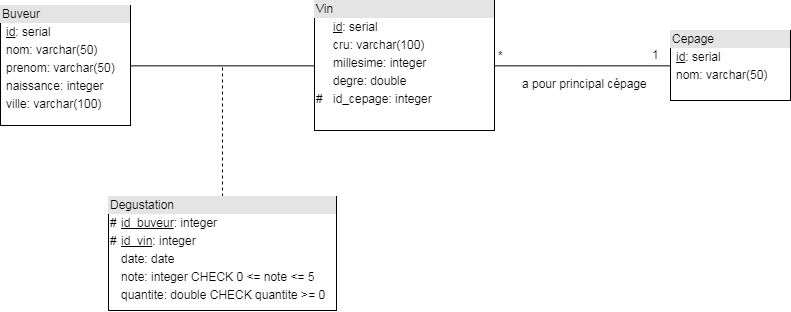 Buveur
id: serial
nom: varchar(50)
prenom: varchar(50)
naissance: integer
ville: varchar(100)
Vin
id: serial
cru: varchar(100)
millesime: integer
degre: double
# id_cepage: integer
*
1
a pour principal cépage
Cepage
id: serial
nom: varchar(50)
Dégustation
# id_buveur: integer
# id_vin: integer
date: date
note: integer CHECK 0 <= note <= 5
quantite: double CHECK quantite >= 0